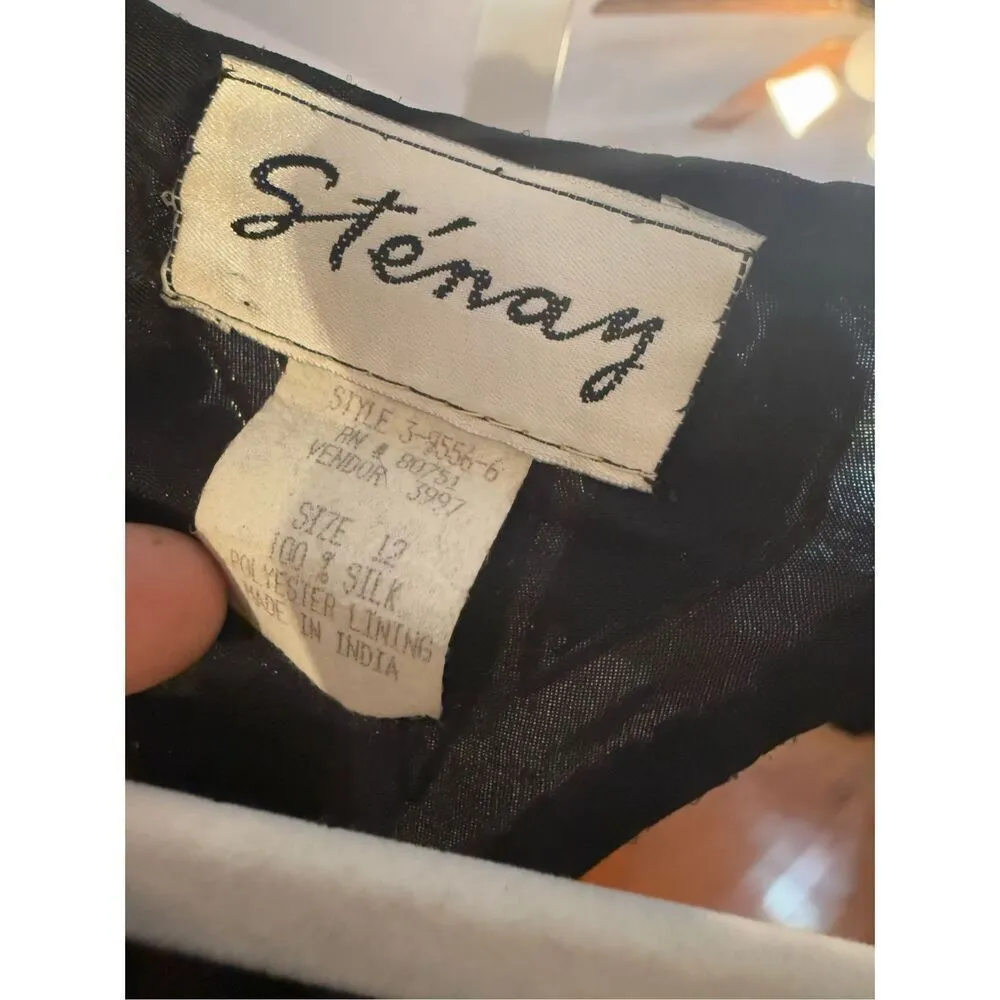 Sténay
STYLE 3-9556-6
RN # 80751
VENDOR 3997
SIZE 12
100 % SILK
POLYESTER LINING
MADE IN INDIA